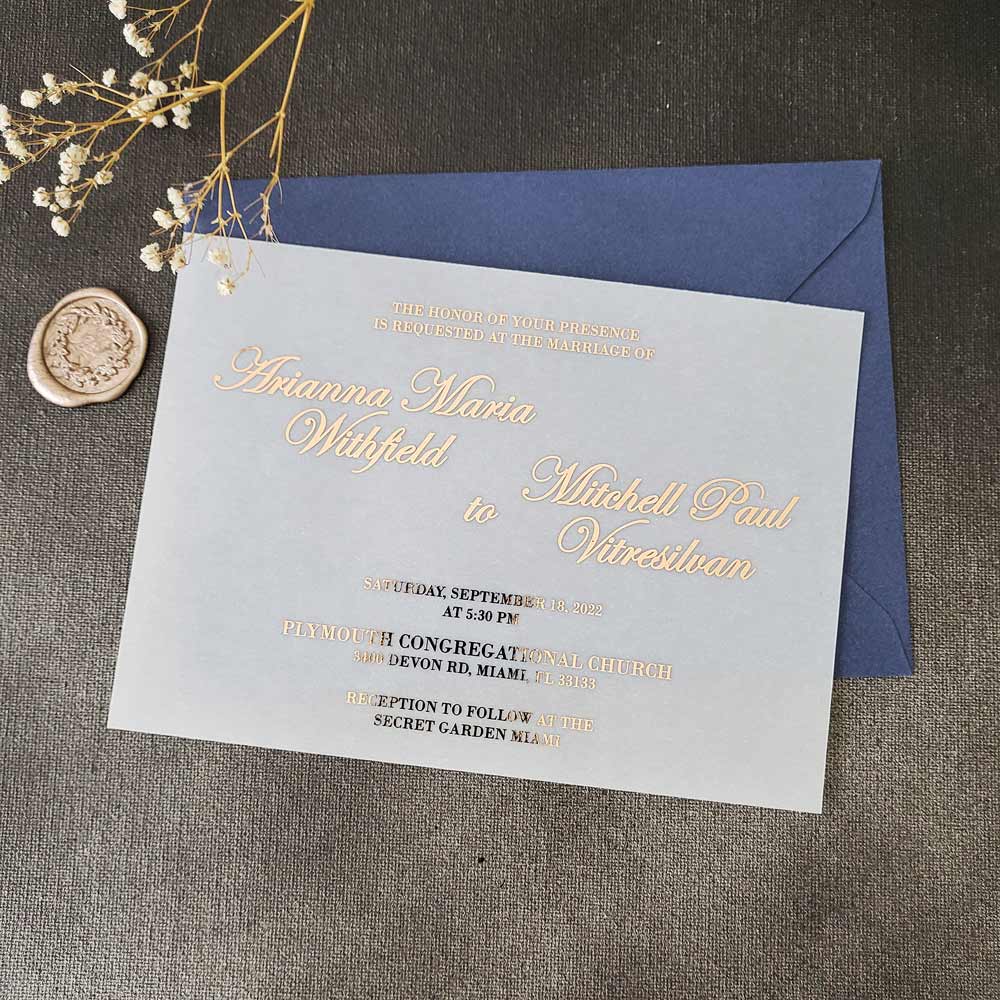 THE HONOR OF YOUR PRESENCE
IS REQUESTED AT THE MARRIAGE OF
Arianna Maria
Withfield
to
Mitchell Paul
Vitresilvan
SATURDAY, SEPTEMBER 18, 2022
AT 5:30 PM
PLYMOUTH CONGREGATIONAL CHURCH
3400 DEVON RD, MIAMI, TL 33133
RECEPTION TO FOLLOW AT THE
SECRET GARDEN MIAMI